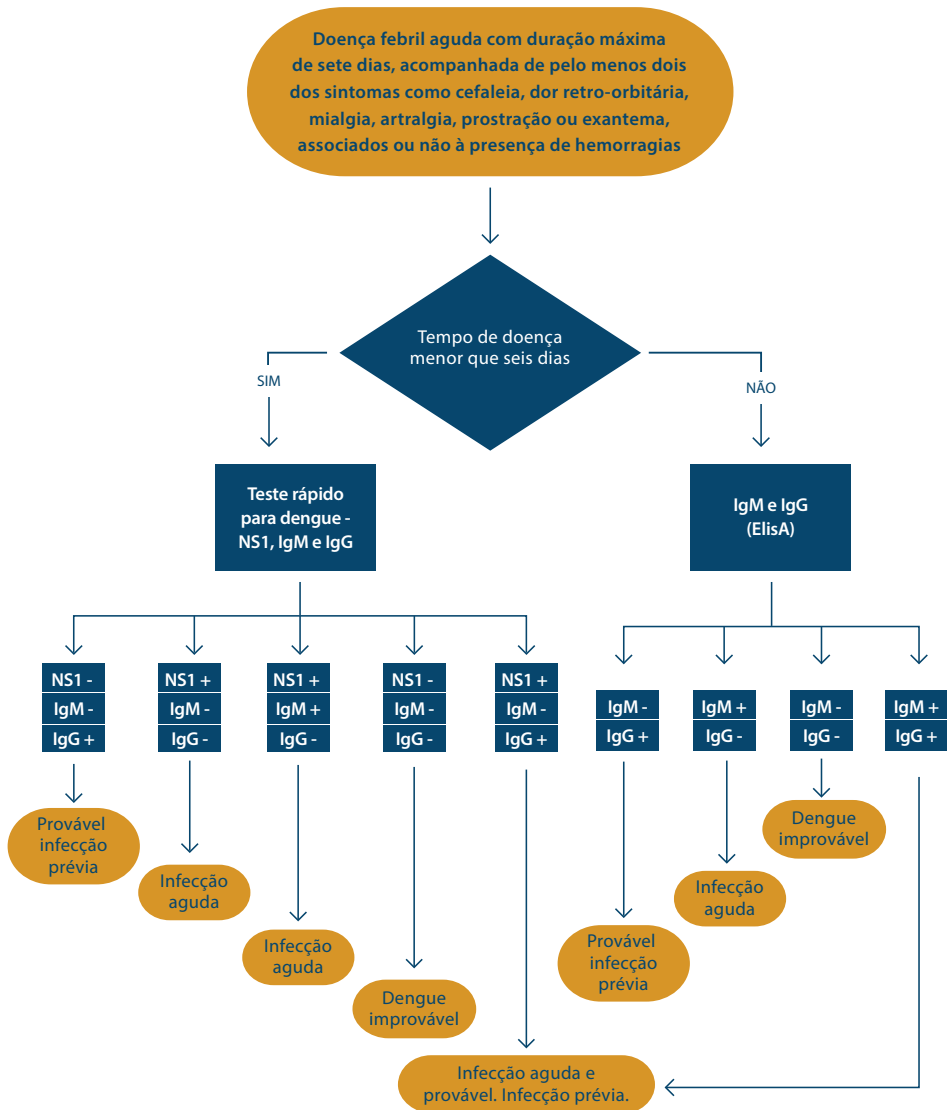 Doença febril aguda com duração máxima
de sete dias, acompanhada de pelo menos dois
dos sintomas como cefaleia, dor retro-orbitária,
mialgia, artralgia, prostração ou exantema,
associados ou não à presença de hemorragias
Tempo de doença
menor que seis dias
SIM
NÃO
Teste rápido
para dengue -
NS1, IgM e IgG
IgM e IgG
(ElisA)
NS1 -
IgM -
IgG +
NS1 +
IgM -
IgG -
NS1 +
IgM +
IgG -
NS1 -
IgM -
IgG -
NS1 +
IgM -
IgG +
IgM -
IgG +
IgM +
IgG -
IgM -
IgG -
IgM +
IgG +
Provável
infecção
prévia
Infecção
aguda
Infecção
aguda
Dengue
improvável
Provável
infecção
prévia
Infecção
aguda
Dengue
improvável
Infecção aguda e
provável. Infecção prévia.